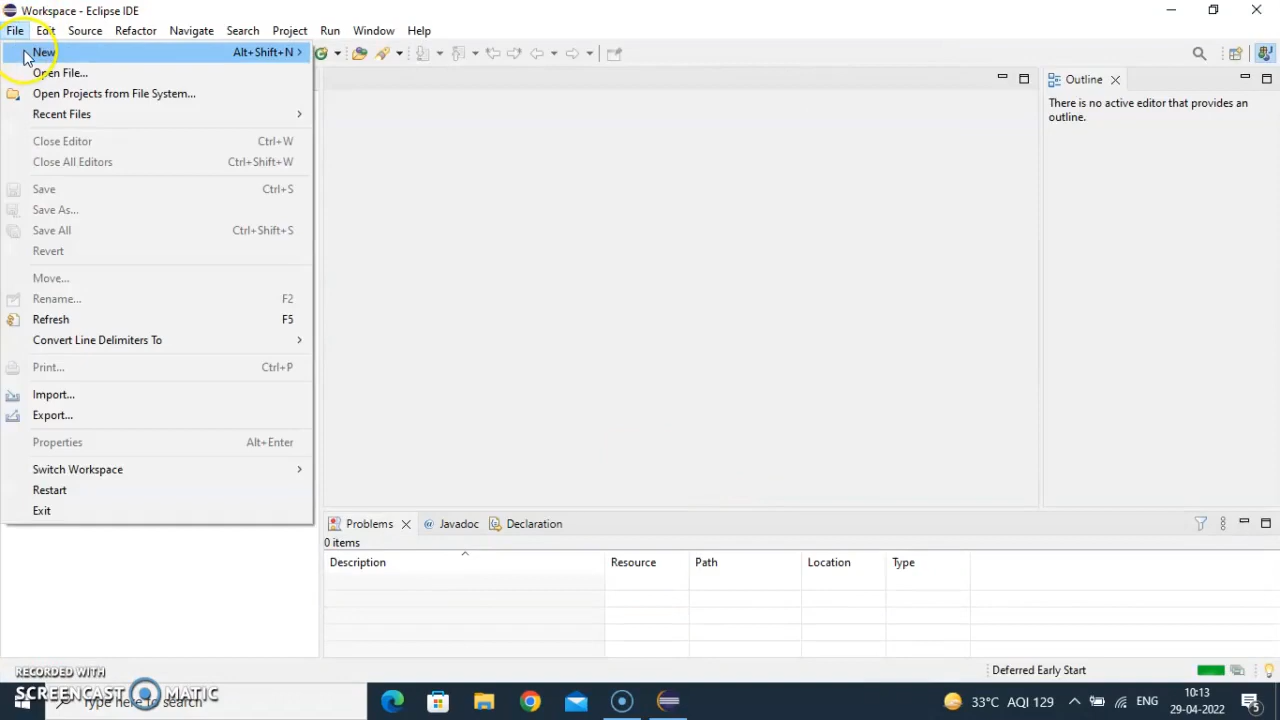 Workspace - Eclipse IDE
File Edit Source Refactor Navigate Search Project Run Window Help
New Alt+Shift+N
Open File...
Open Projects from File System...
Recent Files
Close Editor Ctrl+W
Close All Editors Ctrl+Shift+W
Save Ctrl+S
Save As...
Save All Ctrl+Shift+S
Revert
Move...
Rename... F2
Refresh F5
Convert Line Delimiters To
Print... Ctrl+P
Import...
Export...
Properties Alt+Enter
Switch Workspace
Restart
Exit
Outline
There is no active editor that provides an
outline.
Problems @ Javadoc Declaration
0 items
Description Resource Path Location Type
Deferred Early Start
RECORDED WITH
SCREENCAST MATIC
Type here to search
33°C AQI 129 ENG
10:13
29-04-2022
5